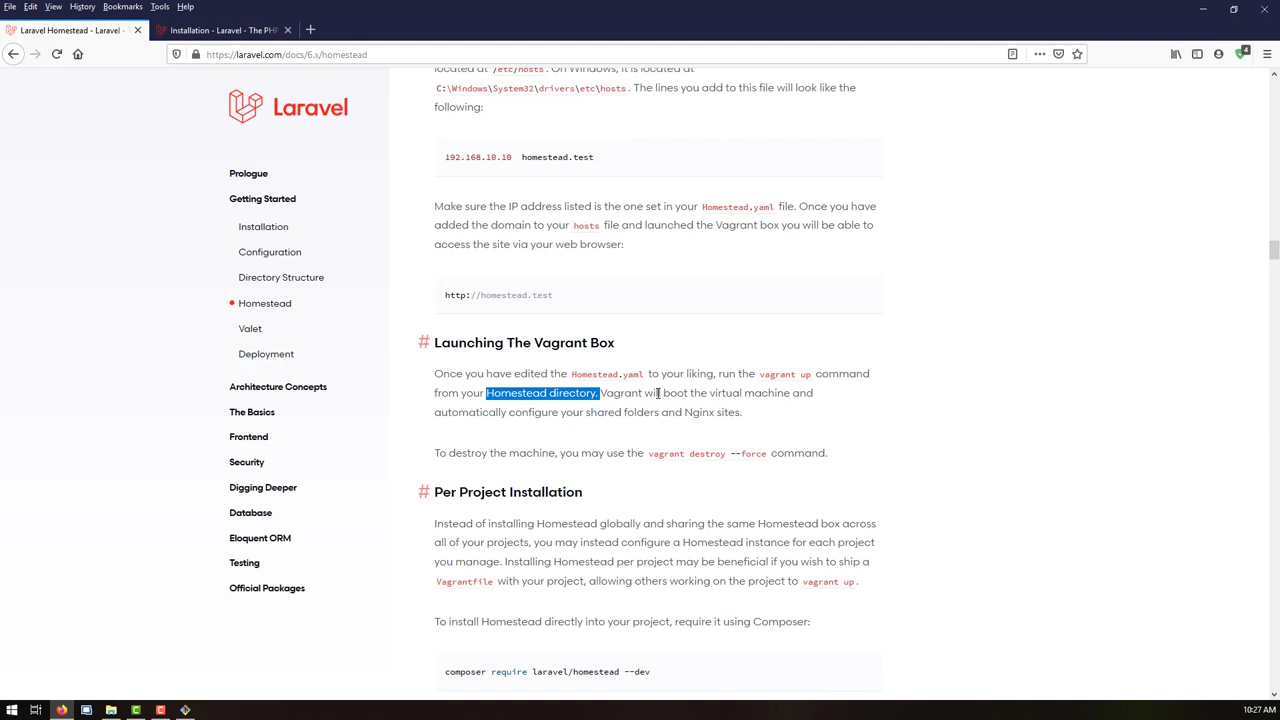 File Edit View History Bookmarks Tools Help
Laravel Homestead - Laravel -
Installation - Laravel - The PHP
https://laravel.com/docs/6.x/homestead
4
Laravel
Prologue
Getting Started
Installation
Configuration
Directory Structure
Homestead
Valet
Deployment
Architecture Concepts
The Basics
Frontend
Security
Digging Deeper
Database
Eloquent ORM
Testing
Official Packages
located at /etc/hosts. On Windows, it is located at
C:\Windows\System32\drivers\etc\hosts. The lines you add to this file will look like the
following:
192.168.10.10 homestead.test
Make sure the IP address listed is the one set in your Homestead.yaml file. Once you have
added the domain to your hosts file and launched the Vagrant box you will be able to
access the site via your web browser:
http://homestead.test
# Launching The Vagrant Box
Once you have edited the Homestead.yaml to your liking, run the vagrant up command
from your Homestead directory. Vagrant will boot the virtual machine and
automatically configure your shared folders and Nginx sites.
To destroy the machine, you may use the vagrant destroy --force command.
# Per Project Installation
Instead of installing Homestead globally and sharing the same Homestead box across
all of your projects, you may instead configure a Homestead instance for each project
you manage. Installing Homestead per project may be beneficial if you wish to ship a
Vagrantfile with your project, allowing others working on the project to vagrant up.
To install Homestead directly into your project, require it using Composer:
composer require laravel/homestead --dev
10:27 AM